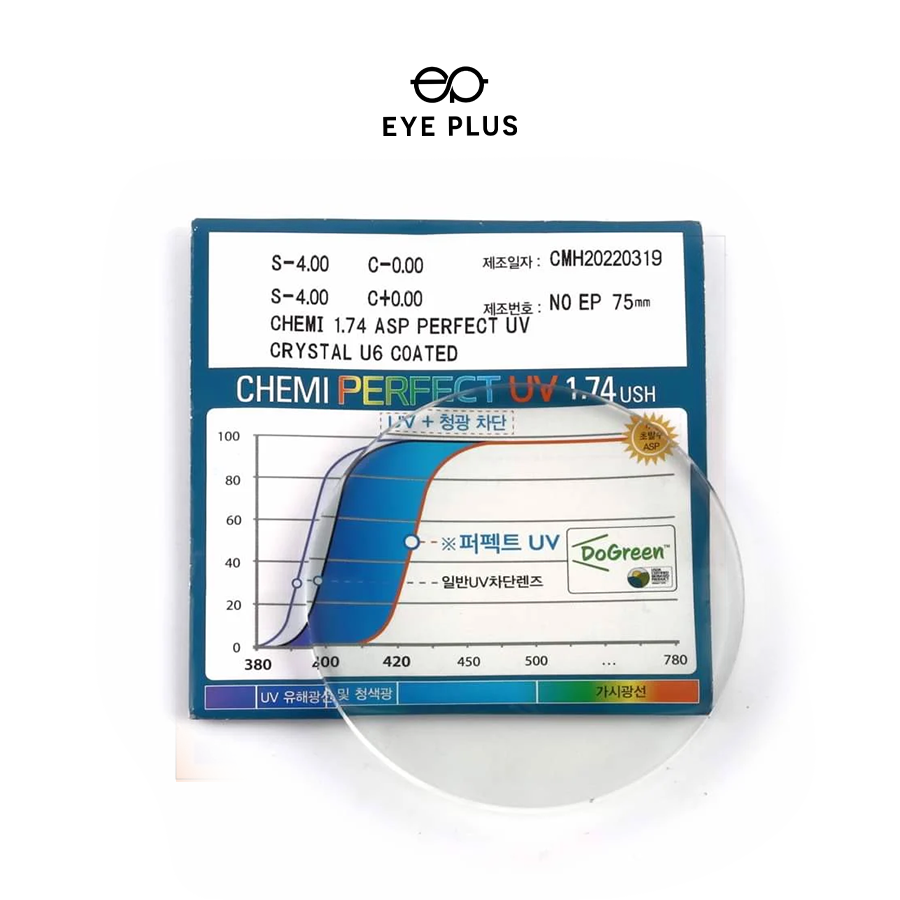 ep
EYE PLUS
S-4.00 C-0.00 제조일자 : CMH20220319
S-4.00 C+0.00 제조번호 : NO EP 75mm
CHEMI 1.74 ASP PERFECT UV
CRYSTAL U6 COATED
CHEMI PERFECT UV 1.74 USH
UV + 청광 차단
초발수
ASP
100
80
60
40
20
0
※퍼펙트 UV
일반UV차단렌즈
DoGreen™
380 400 420 450 500 ... 780
UV 유해광선 및 청색광 가시광선